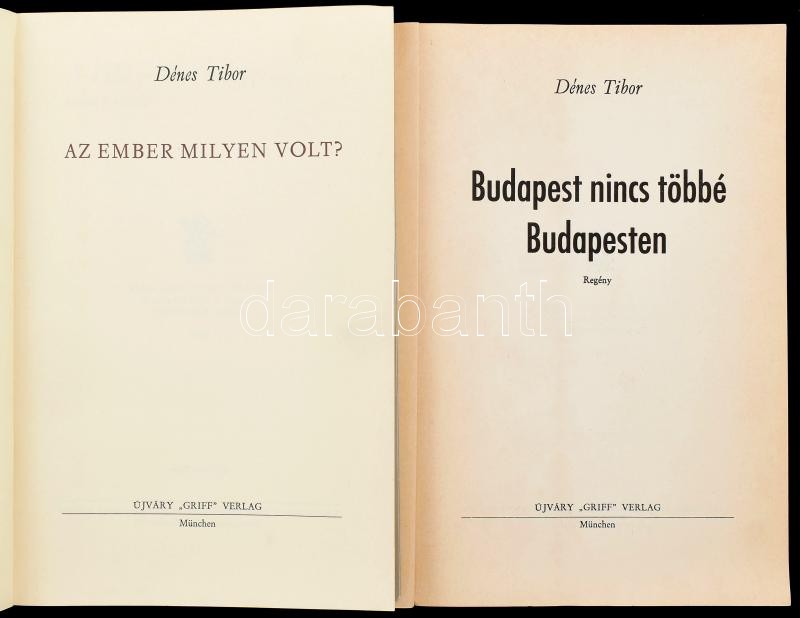 Dénes Tibor
AZ EMBER MILYEN VOLT?
ÚJVÁRY „GRIFF” VERLAG
München
Dénes Tibor
Budapest nincs többé
Budapesten
Regény
ÚJVÁRY „GRIFF” VERLAG
München
darabanth